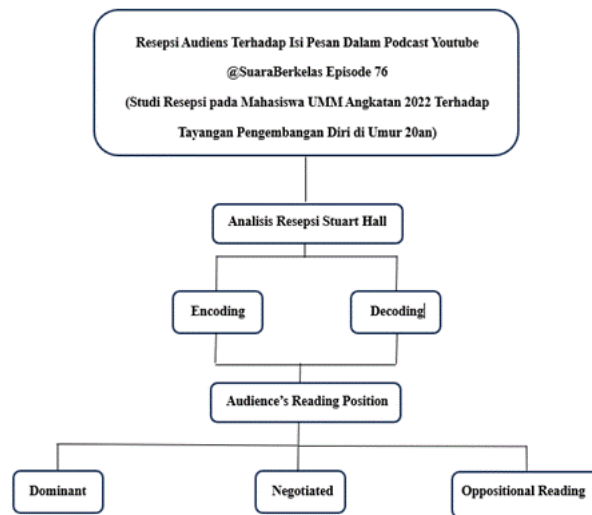 Resepsi Audiens Terhadap Isi Pesan Dalam Podcast Youtube
@SuaraBerkelas Episode 76
(Studi Resepsi pada Mahasiswa UMM Angkatan 2022 Terhadap
Tayangan Pengembangan Diri di Umur 20an)
Analisis Resepsi Stuart Hall
Encoding
Decoding
Audience's Reading Position
Dominant
Negotiated
Oppositional Reading